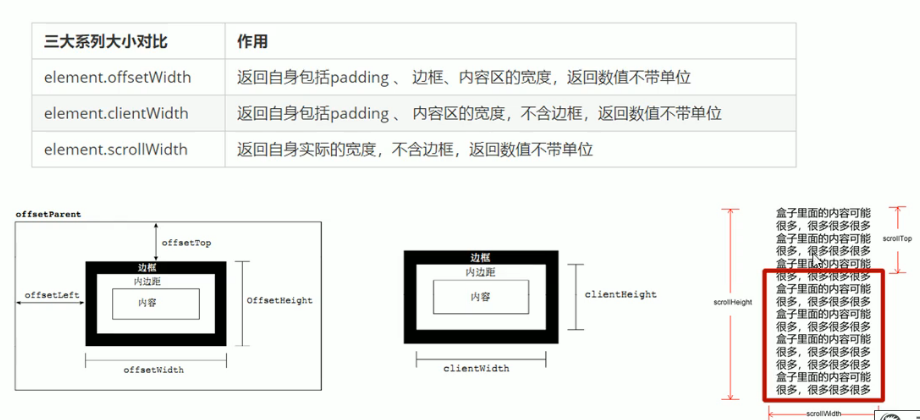 三大系列大小对比 作用
element.offsetWidth 返回自身包括padding 、 边框、内容区的宽度，返回数值不带单位
element.clientWidth 返回自身包括padding 、 内容区的宽度，不含边框，返回数值不带单位
element.scrollWidth 返回自身实际的宽度，不含边框，返回数值不带单位
offsetParent
offsetTop
边框
内边距
内容
offsetLeft
OffsetHeight
offsetWidth
边框
内边距
内容
clientHeight
clientWidth
盒子里面的内容可能
很多，很多很多很多
盒子里面的内容可能
很多，很多很多很多
盒子里面的内容可能
很多，很多很多很多
盒子里面的内容可能
很多，很多很多很多
盒子里面的内容可能
很多，很多很多很多
盒子里面的内容可能
很多，很多很多很多
很多，很多很多很多
盒子里面的内容可能
很多，很多很多很多
scrollTop
scrollHeight
scrollWidth